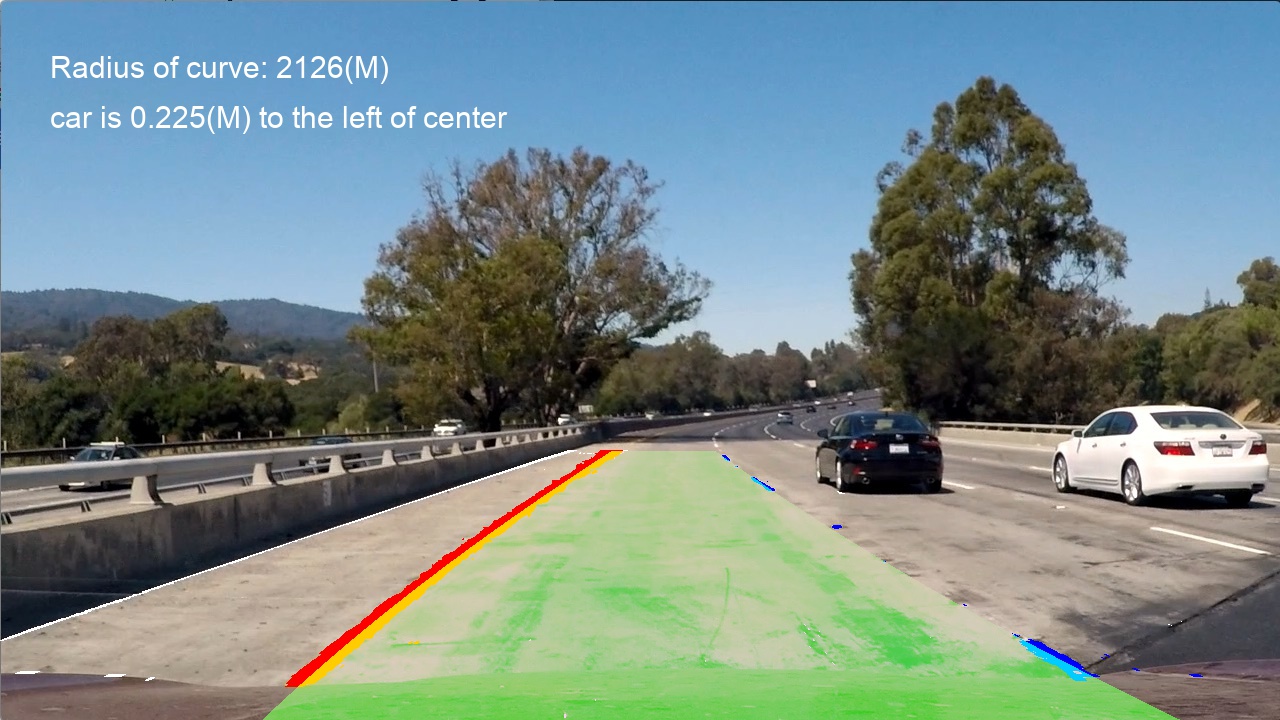 Radius of curve: 2126(M)
car is 0.225(M) to the left of center